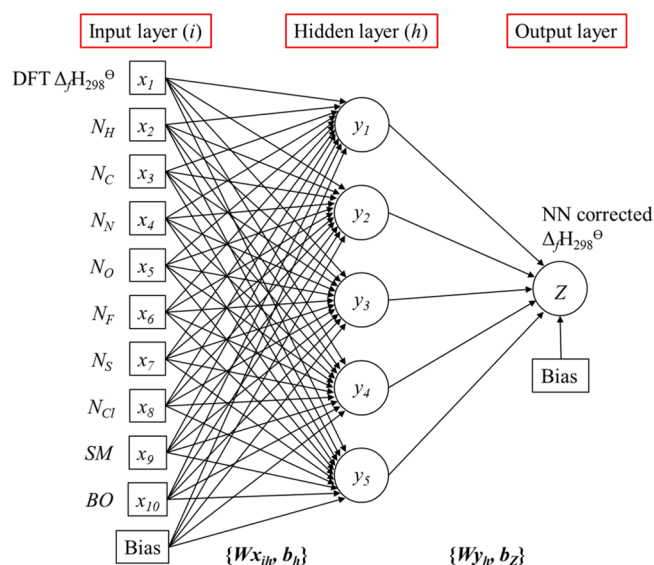 Input layer (i) Hidden layer (h) Output layer
DFT ΔfH298⊖ x1
NH x2
NC x3
NN x4
NO x5
NF x6
NS x7
NCl x8
SM x9
BO x10
Bias
y1
y2
y3
y4
y5
NN corrected
ΔfH298⊖
Z
Bias
{Wxih, bh} {Wyh, bZ}